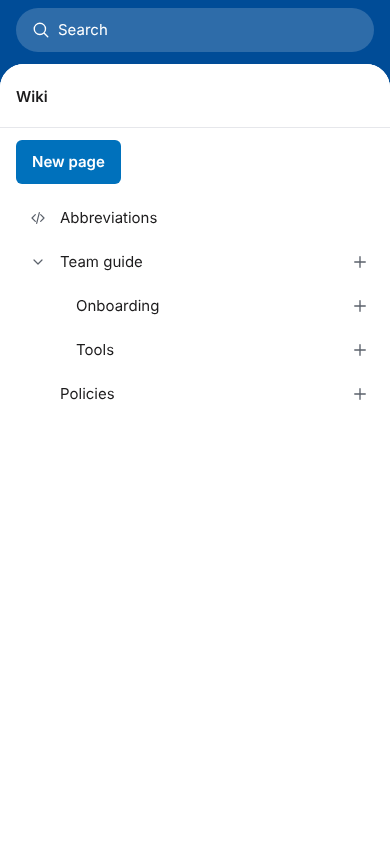 Search
Wiki
New page
Abbreviations
Team guide
Onboarding
Tools
Policies